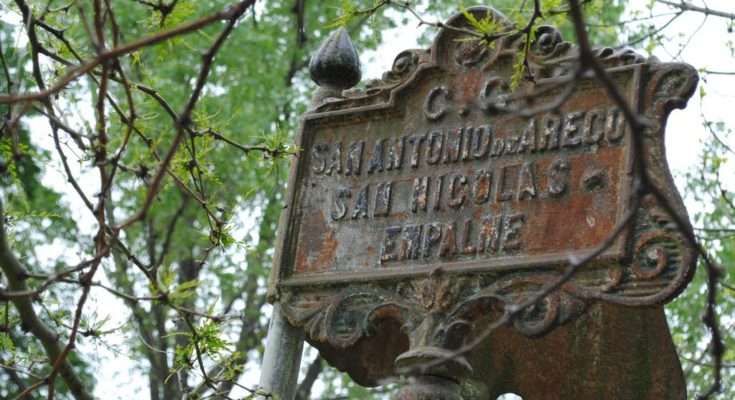 C. G.
SAN ANTONIO DE ARECO
SAN NICOLAS
EMPALME